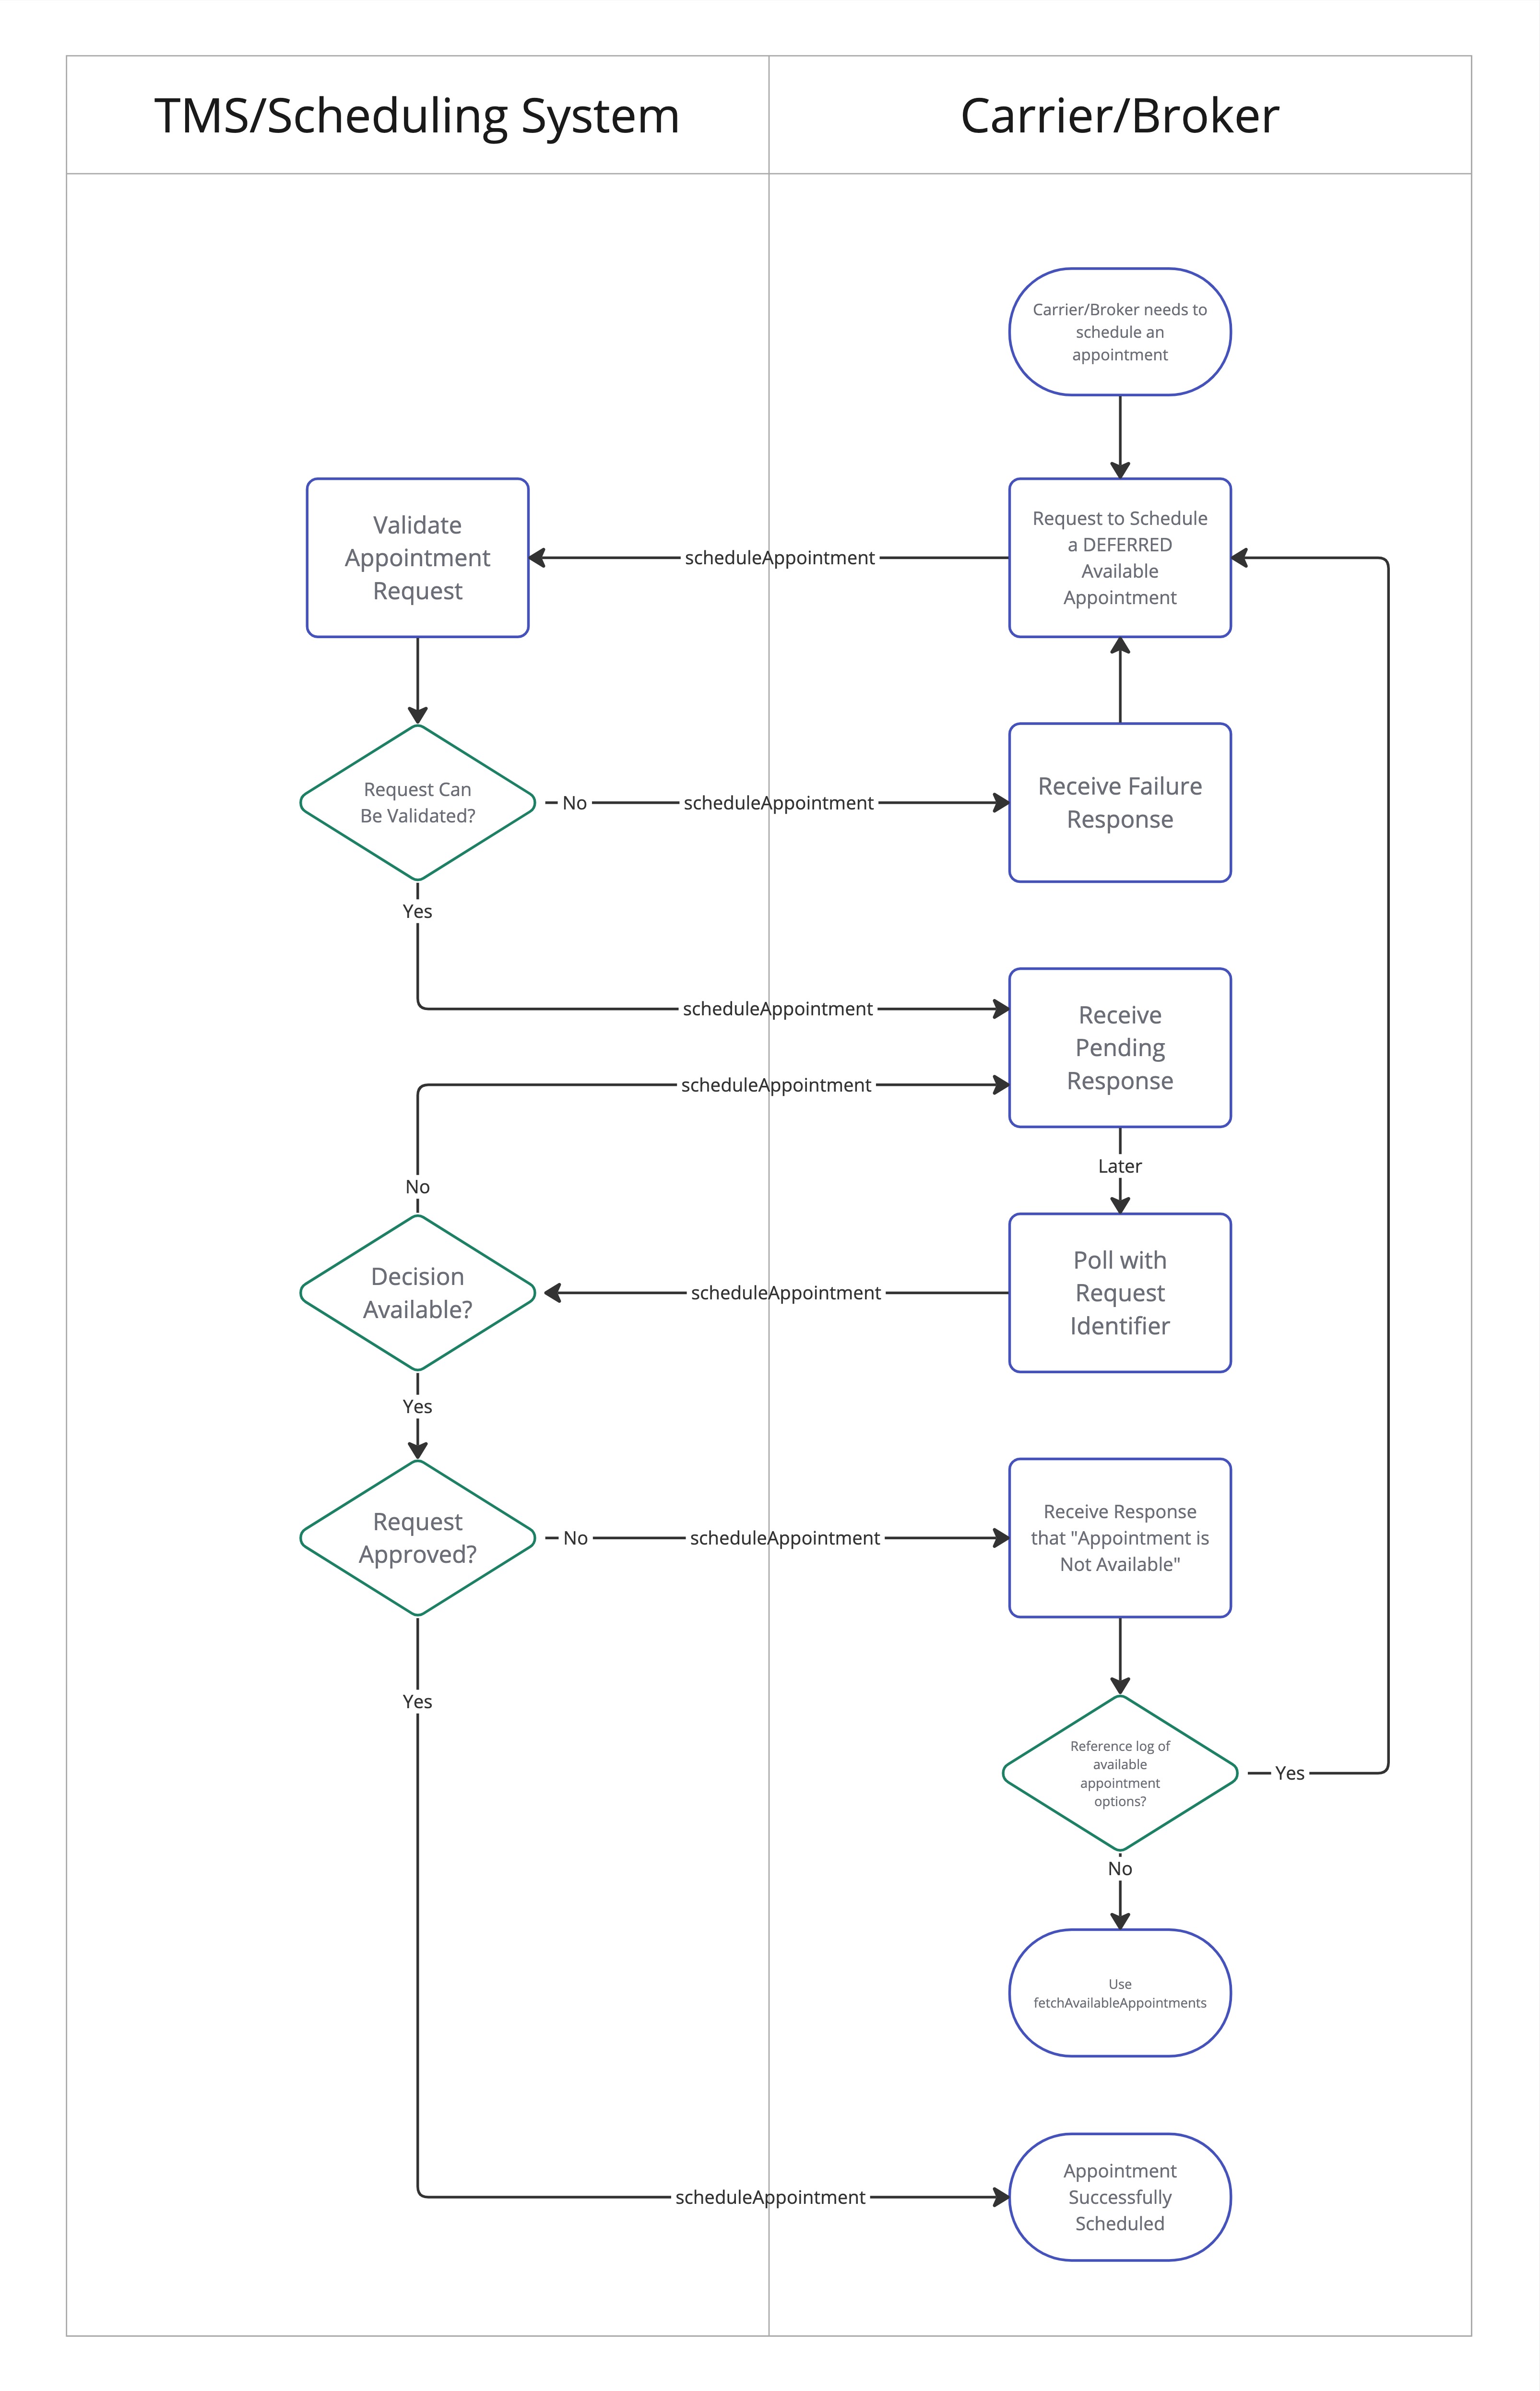 TMS/Scheduling System
Carrier/Broker
Carrier/Broker needs to
schedule an
appointment
Validate
Appointment
Request
scheduleAppointment
Request to Schedule
a DEFERRED
Available
Appointment
Request Can
Be Validated?
No
scheduleAppointment
Receive Failure
Response
Yes
scheduleAppointment
Receive
Pending
Response
scheduleAppointment
Later
No
Decision
Available?
scheduleAppointment
Poll with
Request
Identifier
Yes
Request
Approved?
No
scheduleAppointment
Receive Response
that "Appointment is
Not Available"
Yes
Reference log of
available
appointment
options?
Yes
No
Use
fetchAvailableAppointments
scheduleAppointment
Appointment
Successfully
Scheduled